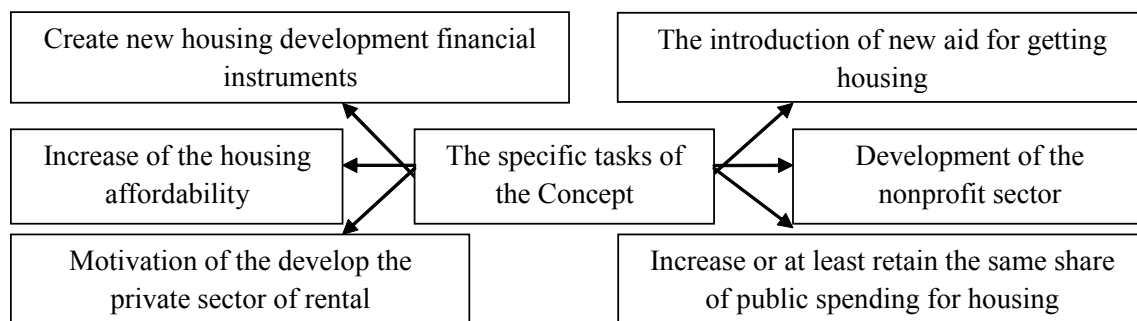 Create new housing development financial
instruments
The introduction of new aid for getting
housing
Increase of the housing
affordability
The specific tasks of
the Concept
Development of the
nonprofit sector
Motivation of the develop the
private sector of rental
Increase or at least retain the same share
of public spending for housing